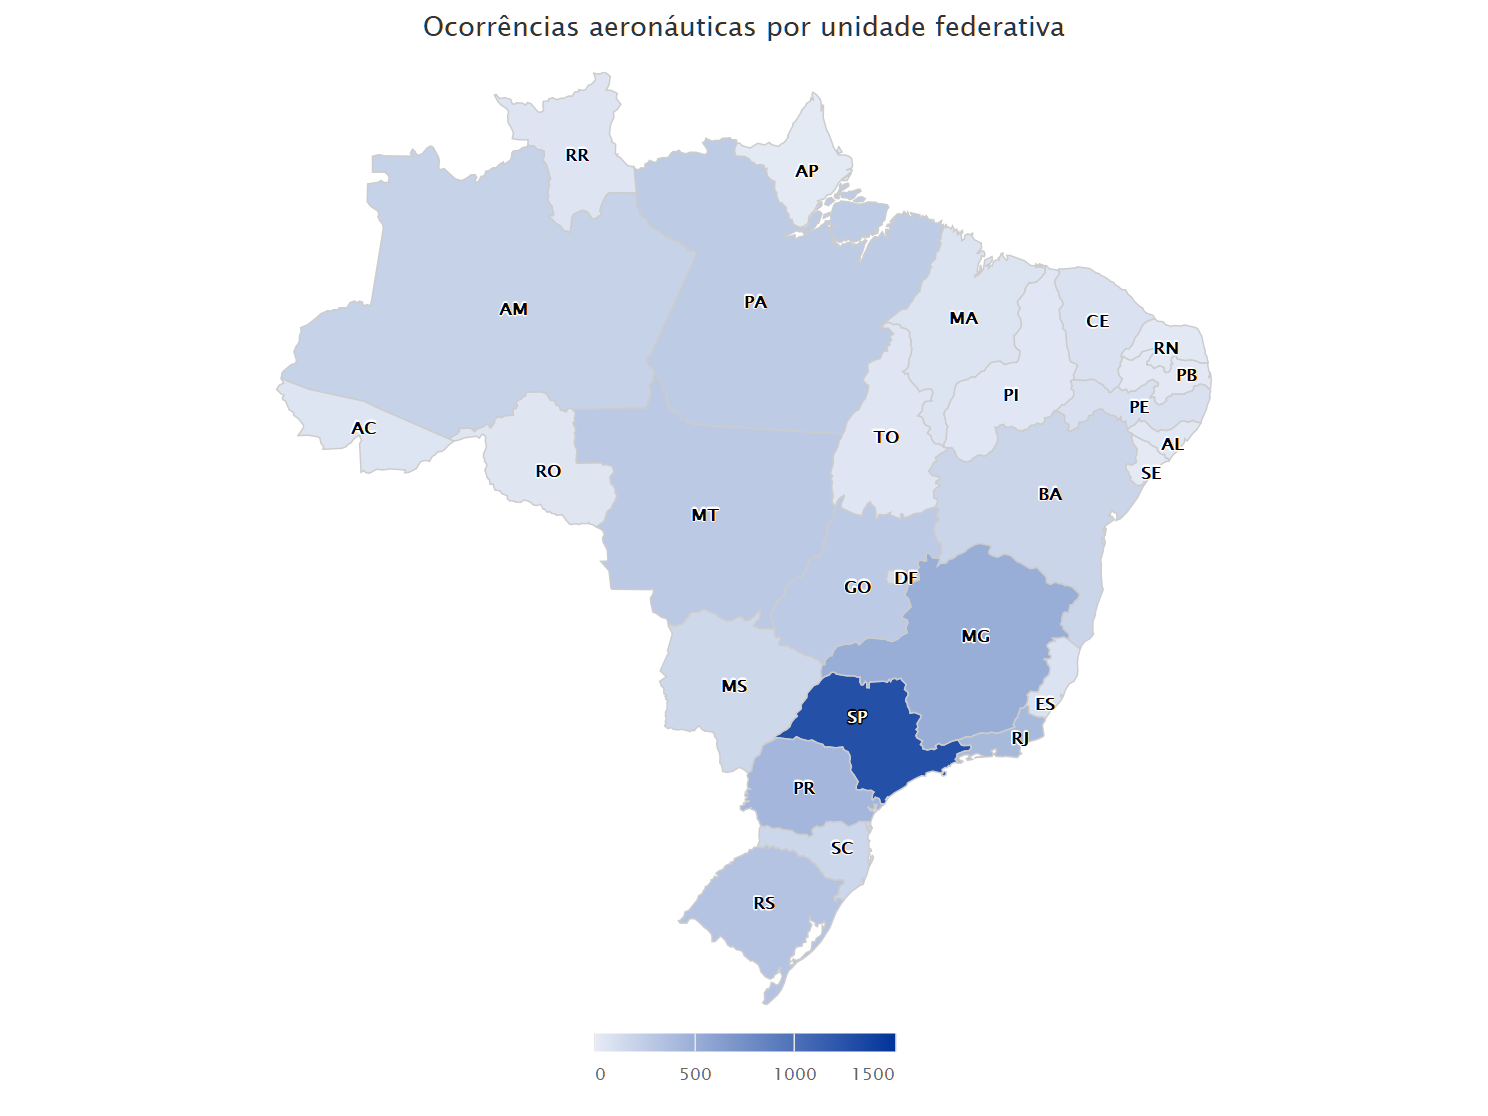 Ocorrências aeronáuticas por unidade federativa
RR
AP
AM
PA
MA
CE
RN
PB
PI
PE
AC
TO
AL
RO
SE
BA
MT
DF
GO
MG
MS
ES
SP
RJ
PR
SC
RS
0 500 1000 1500